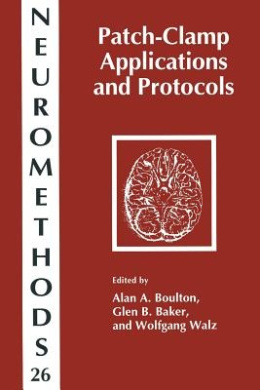 NEUROMETHODS
26
Patch-Clamp
Applications
and Protocols
Edited by
Alan A. Boulton,
Glen B. Baker,
and Wolfgang Walz